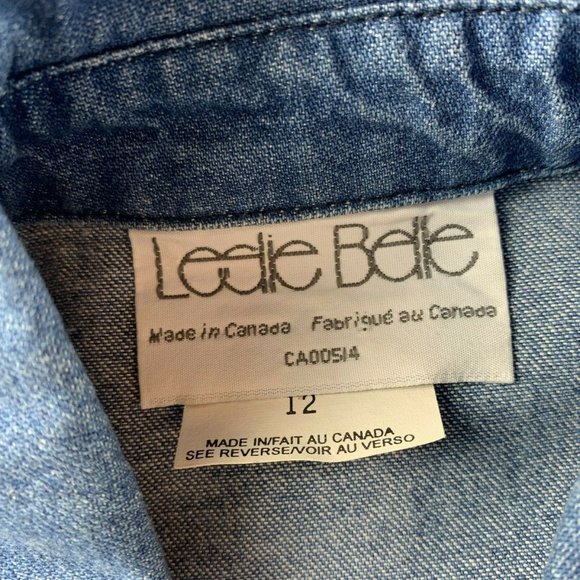 Leslie Belle
Made in Canada Fabriqué au Canada
CA00514
12
MADE IN/FAIT AU CANADA
SEE REVERSE/VOIR AU VERSO